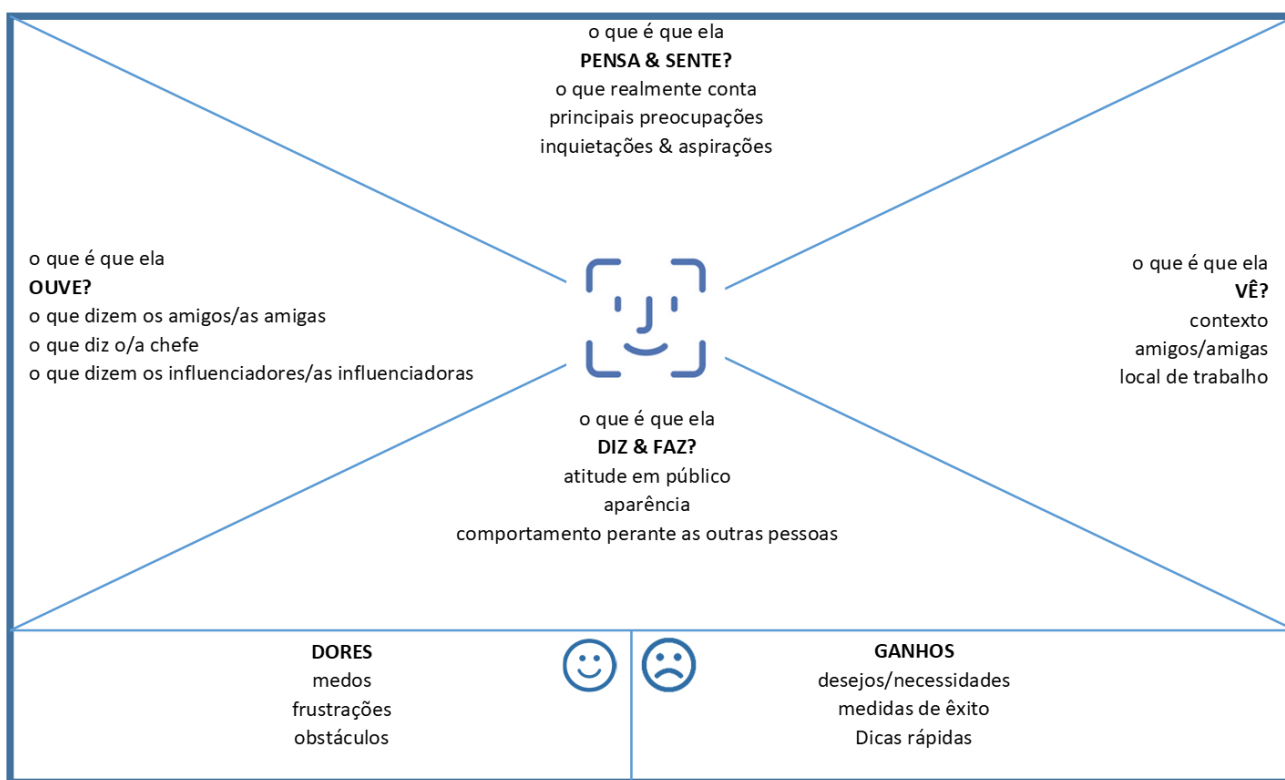 o que é que ela
PENSA & SENTE?
o que realmente conta
principais preocupações
inquietações & aspirações
o que é que ela
OUVE?
o que dizem os amigos/as amigas
o que diz o/a chefe
o que dizem os influenciadores/as influenciadoras
o que é que ela
VÊ?
contexto
amigos/amigas
local de trabalho
o que é que ela
DIZ & FAZ?
atitude em público
aparência
comportamento perante as outras pessoas
DORES
medos
frustrações
obstáculos
GANHOS
desejos/necessidades
medidas de êxito
Dicas rápidas